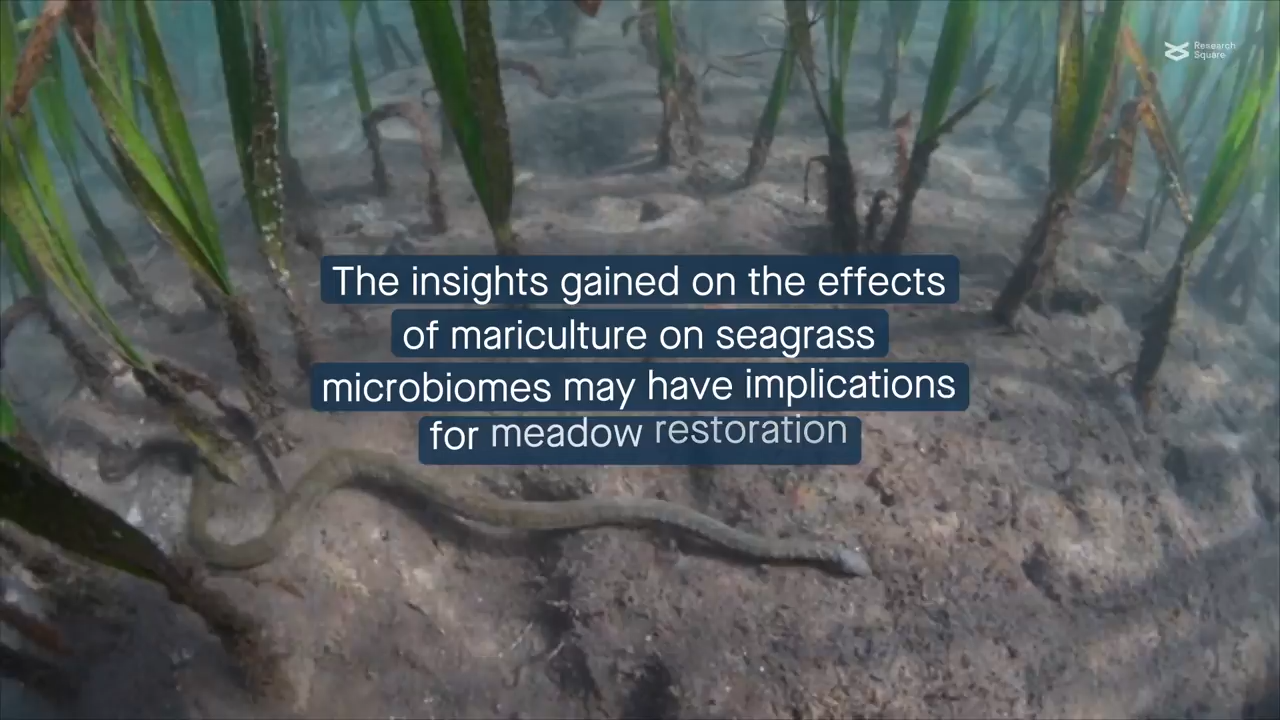 Research
Square
The insights gained on the effects
of mariculture on seagrass
microbiomes may have implications
for meadow restoration